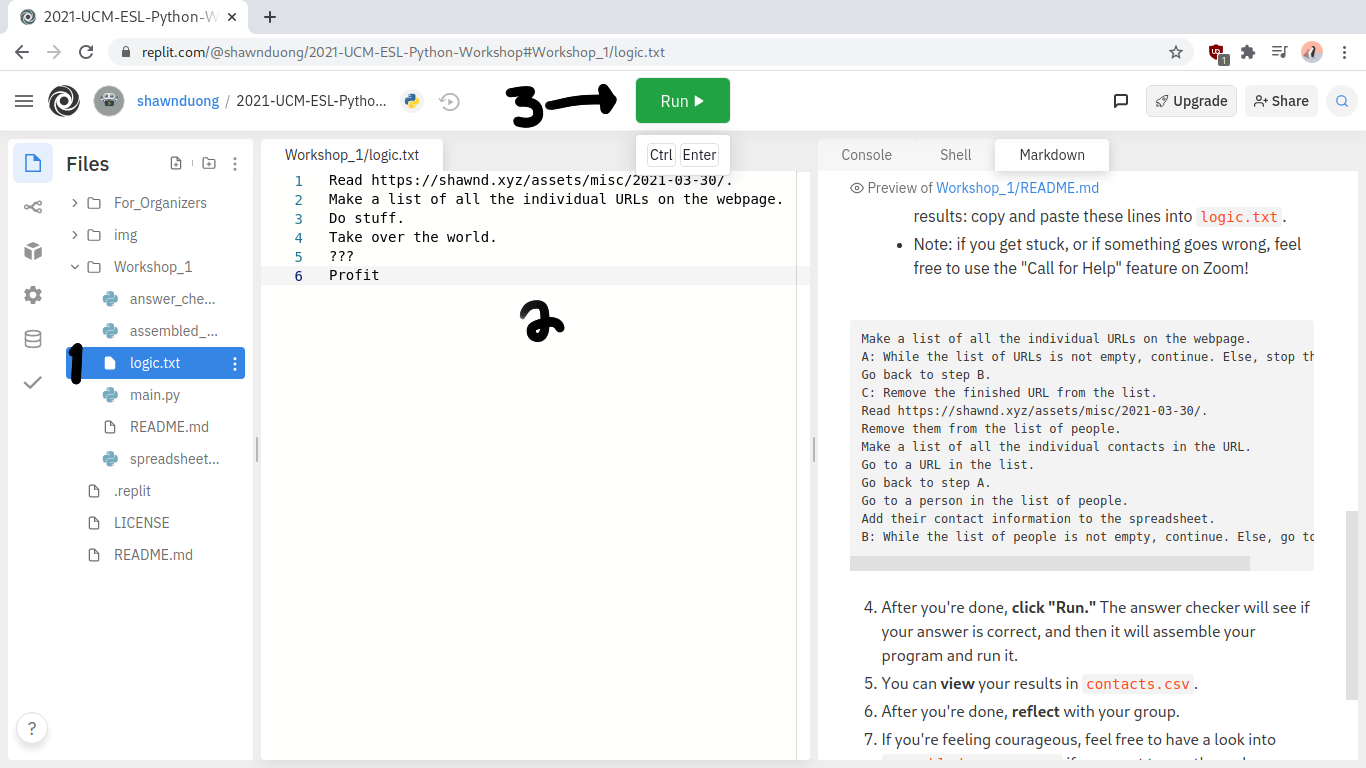 2021-UCM-ESL-Python-W
replit.com/@shawnduong/2021-UCM-ESL-Python-Workshop#Workshop_1/logic.txt
1
shawnduong / 2021-UCM-ESL-Pytho...
3
Run
Upgrade
Share
Ctrl Enter
Files
For_Organizers
img
Workshop_1
answer_che...
assembled_...
1
logic.txt
main.py
README.md
spreadsheet...
.replit
LICENSE
README.md
?
Workshop_1/logic.txt
1 Read https://shawnd.xyz/assets/misc/2021-03-30/.
2 Make a list of all the individual URLs on the webpage.
3 Do stuff.
4 Take over the world.
5 ???
6 Profit
2
Console Shell Markdown
Preview of Workshop_1/README.md
results: copy and paste these lines into logic.txt.
• Note: if you get stuck, or if something goes wrong, feel
free to use the "Call for Help" feature on Zoom!
Make a list of all the individual URLs on the webpage.
A: While the list of URLs is not empty, continue. Else, stop th
Go back to step B.
C: Remove the finished URL from the list.
Read https://shawnd.xyz/assets/misc/2021-03-30/.
Remove them from the list of people.
Make a list of all the individual contacts in the URL.
Go to a URL in the list.
Go back to step A.
Go to a person in the list of people.
Add their contact information to the spreadsheet.
B: While the list of people is not empty, continue. Else, go to
4. After you're done, click "Run." The answer checker will see if
your answer is correct, and then it will assemble your
program and run it.
5. You can view your results in contacts.csv.
6. After you're done, reflect with your group.
7. If you're feeling courageous, feel free to have a look into